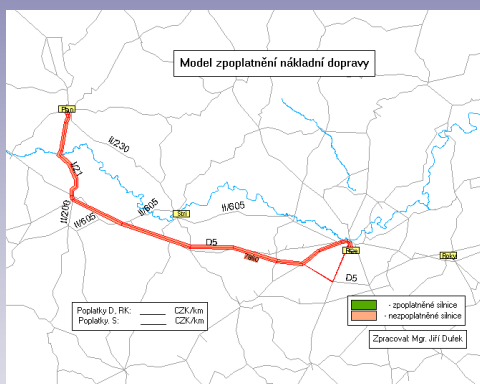 Model zpoplatnění nákladní dopravy
II/230
I/21
II/200
II/605
II/605
II/605
D5
D5
Poplatky D, RK: _____ CZK/km
Poplatky. S: _____ CZK/km
- zpoplatněné silnice
- nezpoplatněné silnice
Zpracoval: Mgr. Jiří Dufek